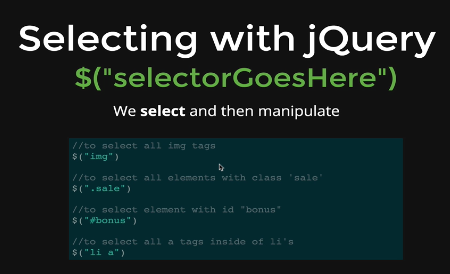 Selecting with jQuery
$("selectorGoesHere")
We select and then manipulate
//to select all img tags
$("img")
//to select all elements with class 'sale'
$(".sale")
//to select element with id "bonus"
$("#bonus")
//to select all a tags inside of li's
$("li a")